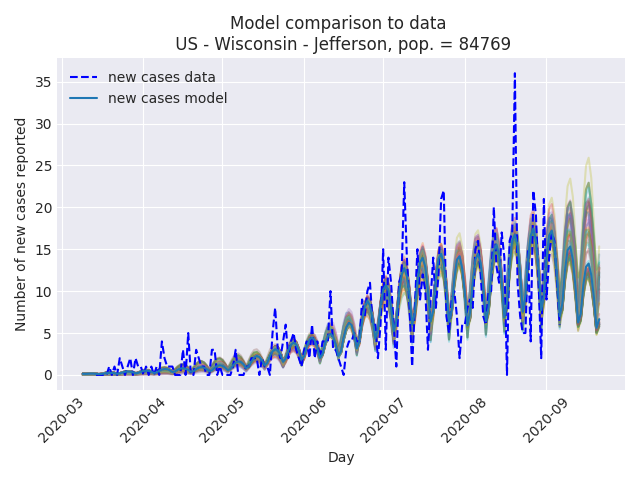 Model comparison to data
US - Wisconsin - Jefferson, pop. = 84769
new cases data
new cases model
Number of new cases reported
35
30
25
20
15
10
5
0
2020-03
2020-04
2020-05
2020-06
2020-07
2020-08
2020-09
Day